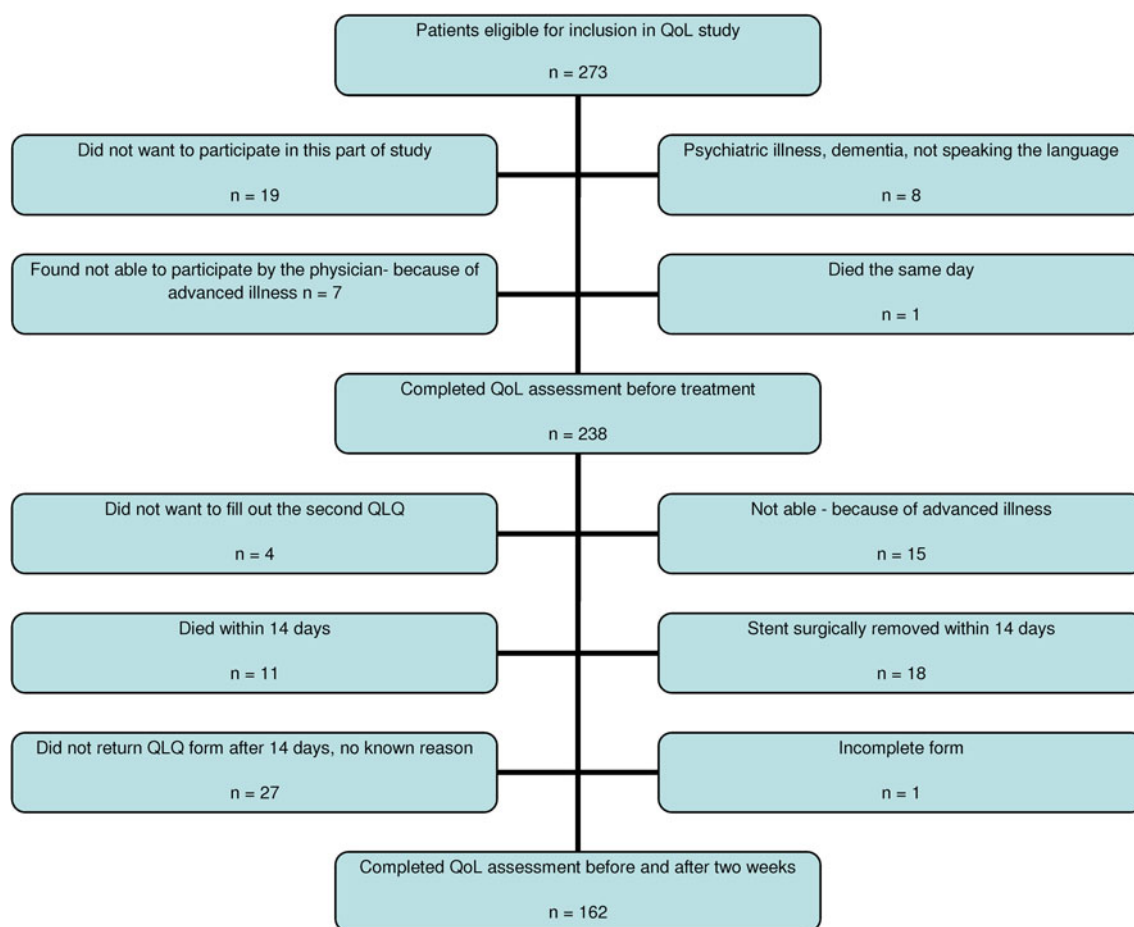 Patients eligible for inclusion in QoL study
n = 273
Did not want to participate in this part of study
n = 19
Psychiatric illness, dementia, not speaking the language
n = 8
Found not able to participate by the physician- because of
advanced illness n = 7
Died the same day
n = 1
Completed QoL assessment before treatment
n = 238
Did not want to fill out the second QLQ
n = 4
Not able - because of advanced illness
n = 15
Died within 14 days
n = 11
Stent surgically removed within 14 days
n = 18
Did not return QLQ form after 14 days, no known reason
n = 27
Incomplete form
n = 1
Completed QoL assessment before and after two weeks
n = 162